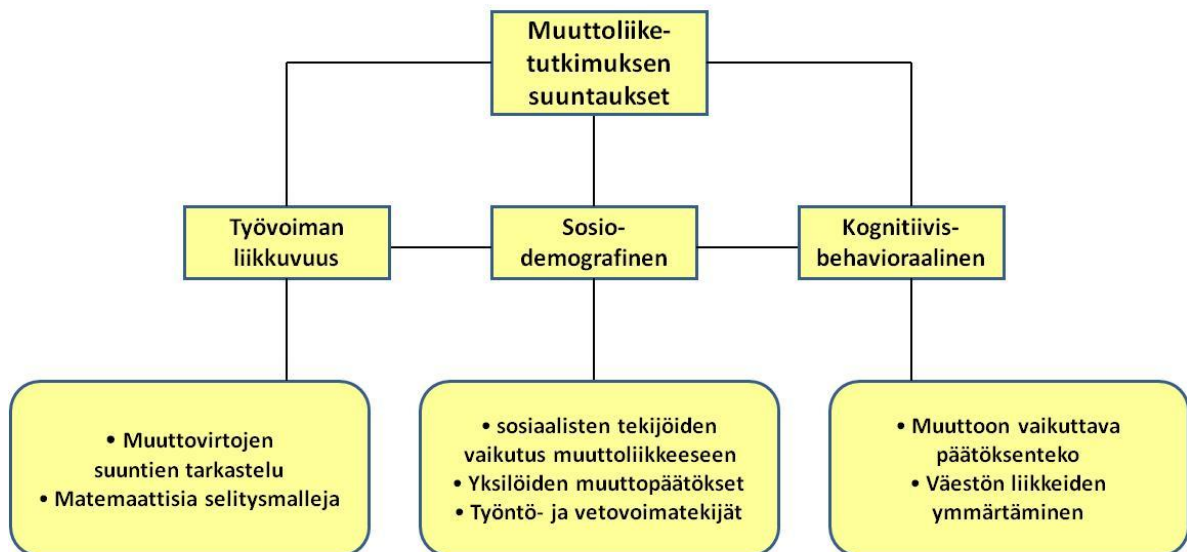 Muuttoliike-
tutkimuksen
suuntaukset
Työvoiman
liikkuvuus
Sosio-
demografinen
Kognitiivis-
behavioraalinen
• Muuttovirtojen
suuntien tarkastelu
• Matemaattisia selitysmalleja
• sosiaalisten tekijöiden
vaikutus muuttoliikkeeseen
• Yksilöiden muuttopäätökset
• Työntö- ja vetovoimatekijät
• Muuttoon vaikuttava
päätöksenteko
• Väestön liikkeiden
ymmärtäminen